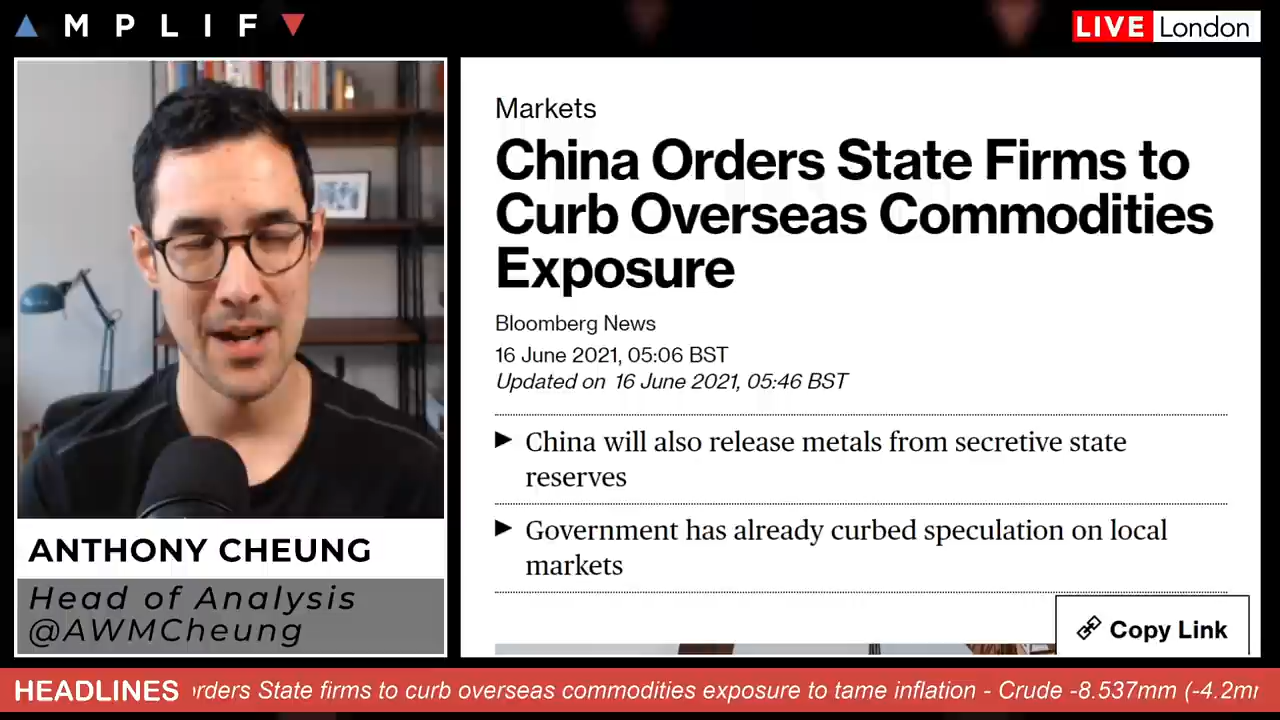 AMPLIFY
LIVE London
Markets
China Orders State Firms to
Curb Overseas Commodities
Exposure
Bloomberg News
16 June 2021, 05:06 BST
Updated on 16 June 2021, 05:46 BST
China will also release metals from secretive state
reserves
Government has already curbed speculation on local
markets
Copy Link
ANTHONY CHEUNG
Head of Analysis
@AWMCheung
HEADLINES rders State firms to curb overseas commodities exposure to tame inflation - Crude -8.537mm (-4.2m